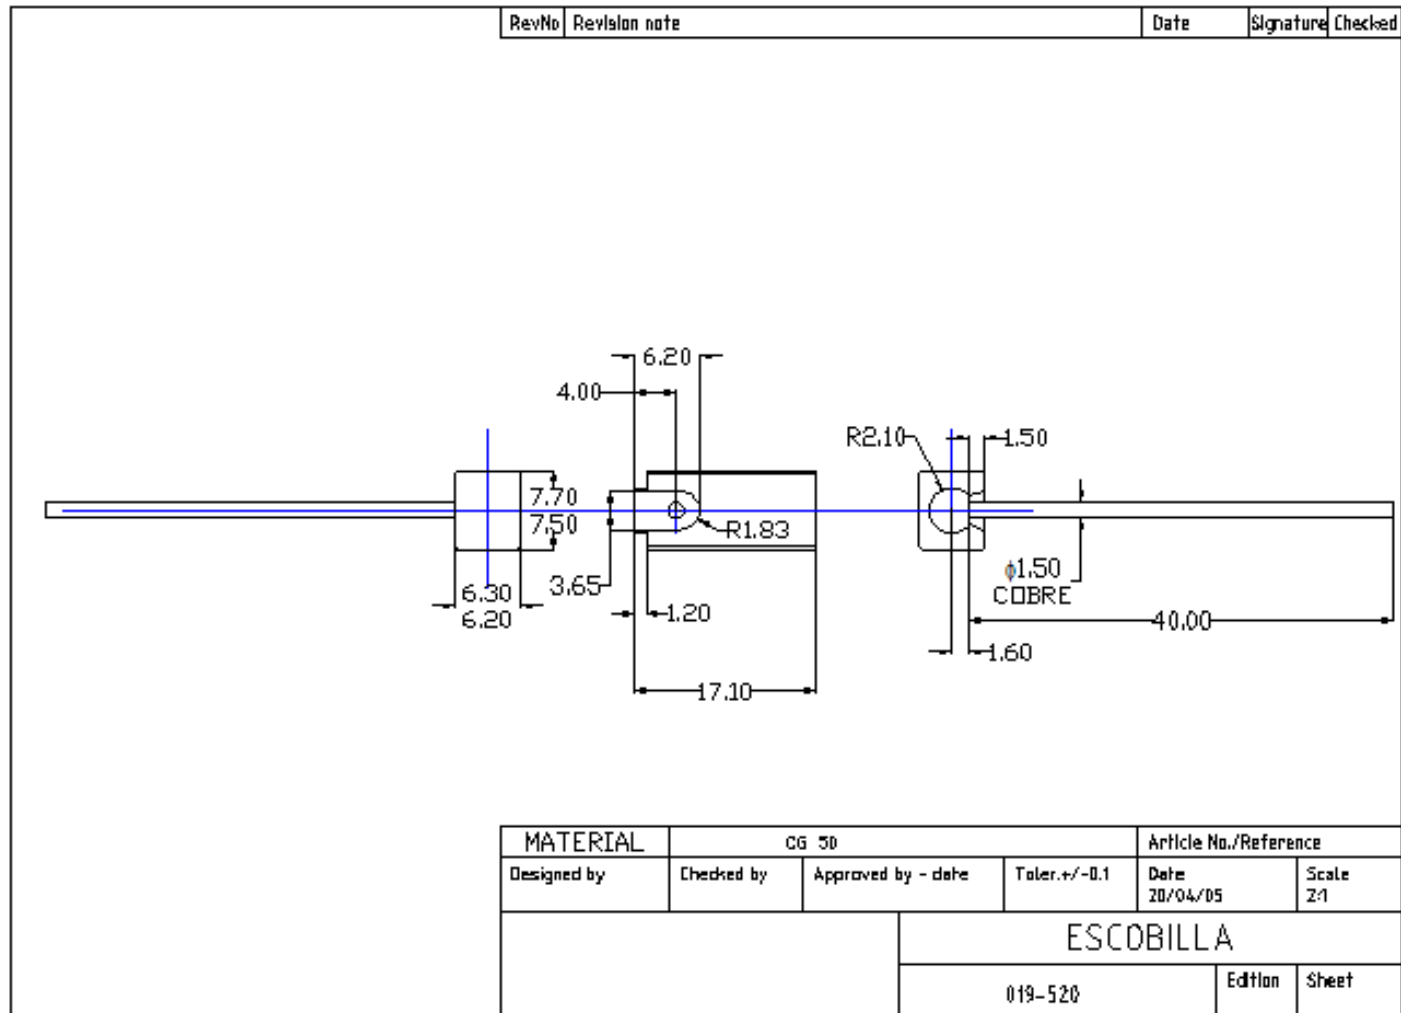 RevNo Revision note Date Signature Checked
6.20
4.00
R2.10
1.50
7.70
7.50
R1.83
6.30
6.20
3.65
1.20
ϕ1.50
COBRE
40.00
1.60
17.10
MATERIAL CG 50 Article No./Reference
Designed by Checked by Approved by - date Toler.+/-0.1 Date Scale
20/04/05 2:1
ESCOBILLA
019-520 Edition Sheet